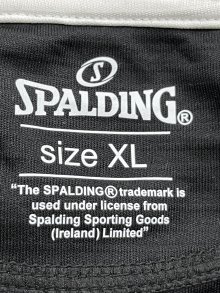 S
SPALDING®
size XL
"The SPALDING® trademark is
used under license from
Spalding Sporting Goods
(Ireland) Limited"